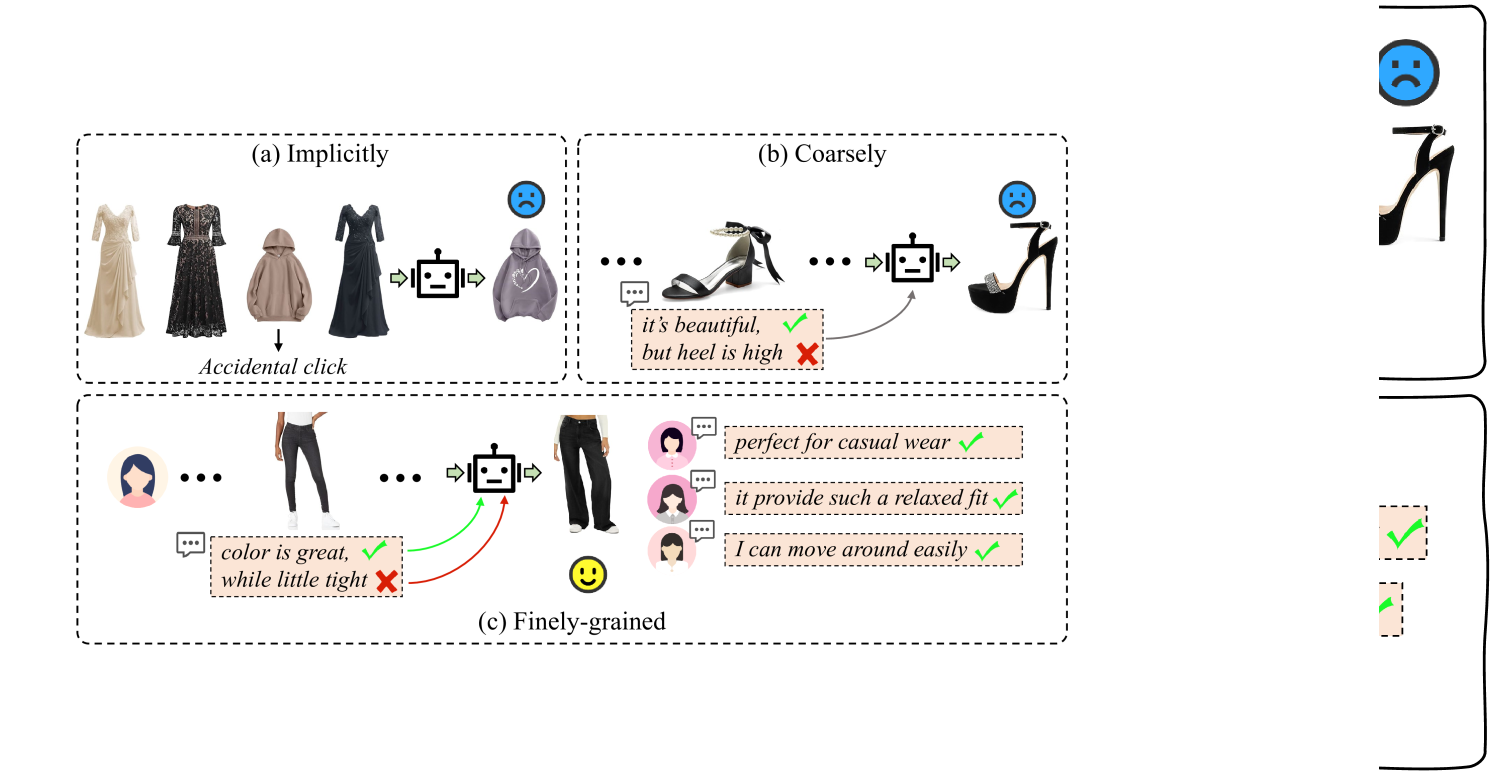 (a) Implicitly
Accidental click
(b) Coarsely
it's beautiful,
but heel is high
color is great,
while little tight
perfect for casual wear
it provide such a relaxed fit
I can move around easily
(c) Finely-grained